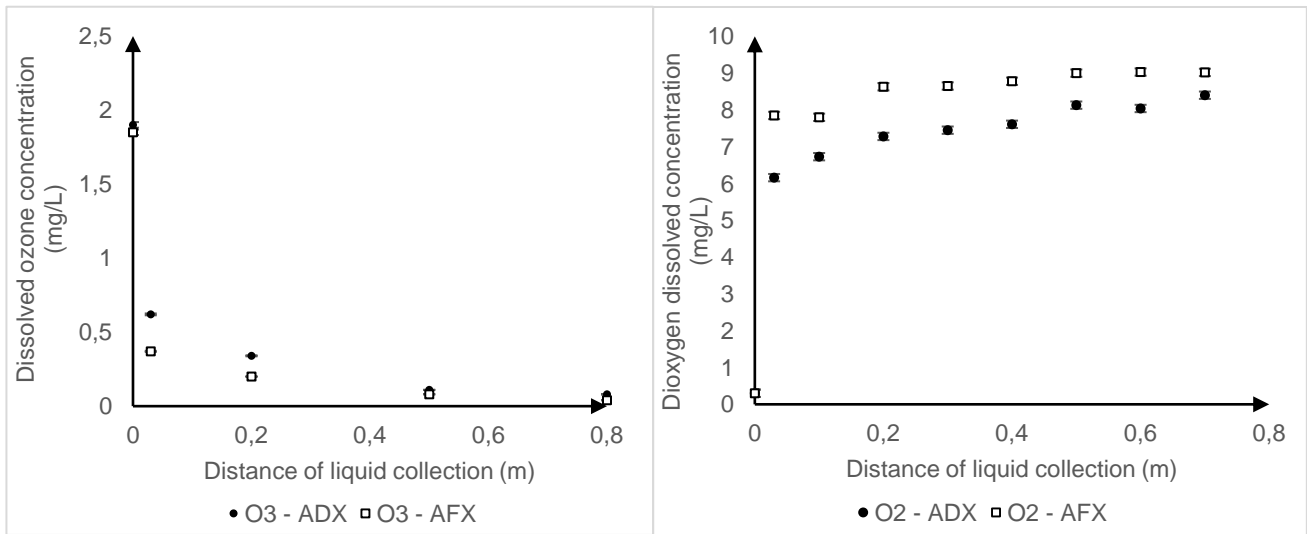 Dissolved ozone concentration
(mg/L)
2,5
2
1,5
1
0,5
0
0
0,2
0,4
0,6
0,8
Distance of liquid collection (m)
O3 - ADX
O3 - AFX
Dioxygen dissolved concentration
(mg/L)
10
9
8
7
6
5
4
3
2
1
0
0
0,2
0,4
0,6
0,8
Distance of liquid collection (m)
O2 - ADX
O2 - AFX